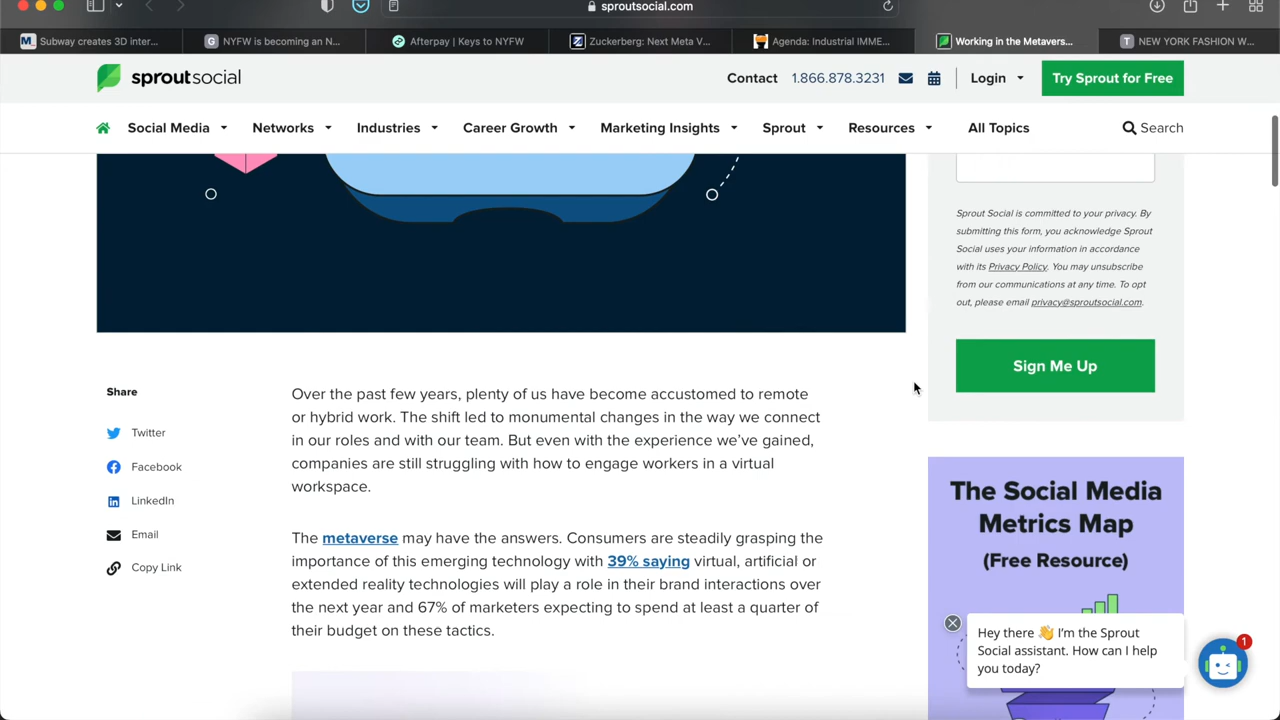 sproutsocial.com
Subway creates 3D inter...
NYFW is becoming an N...
Afterpay | Keys to NYFW
Zuckerberg: Next Meta V...
Agenda: Industrial IMME...
Working in the Metavers...
NEW YORK FASHION W...
sproutsocial
Contact
1.866.878.3231
Login
Try Sprout for Free
Social Media
Networks
Industries
Career Growth
Marketing Insights
Sprout
Resources
All Topics
Search
Sprout Social is committed to your privacy. By
submitting this form, you acknowledge Sprout
Social uses your information in accordance
with its Privacy Policy. You may unsubscribe
from our communications at any time. To opt
out, please email privacy@sproutsocial.com.
Sign Me Up
Share
Twitter
Facebook
LinkedIn
Email
Copy Link
Over the past few years, plenty of us have become accustomed to remote
or hybrid work. The shift led to monumental changes in the way we connect
in our roles and with our team. But even with the experience we’ve gained,
companies are still struggling with how to engage workers in a virtual
workspace.
The metaverse may have the answers. Consumers are steadily grasping the
importance of this emerging technology with 39% saying virtual, artificial or
extended reality technologies will play a role in their brand interactions over
the next year and 67% of marketers expecting to spend at least a quarter of
their budget on these tactics.
The Social Media
Metrics Map
(Free Resource)
Hey there 👋 I’m the Sprout
Social assistant. How can I help
you today?
1